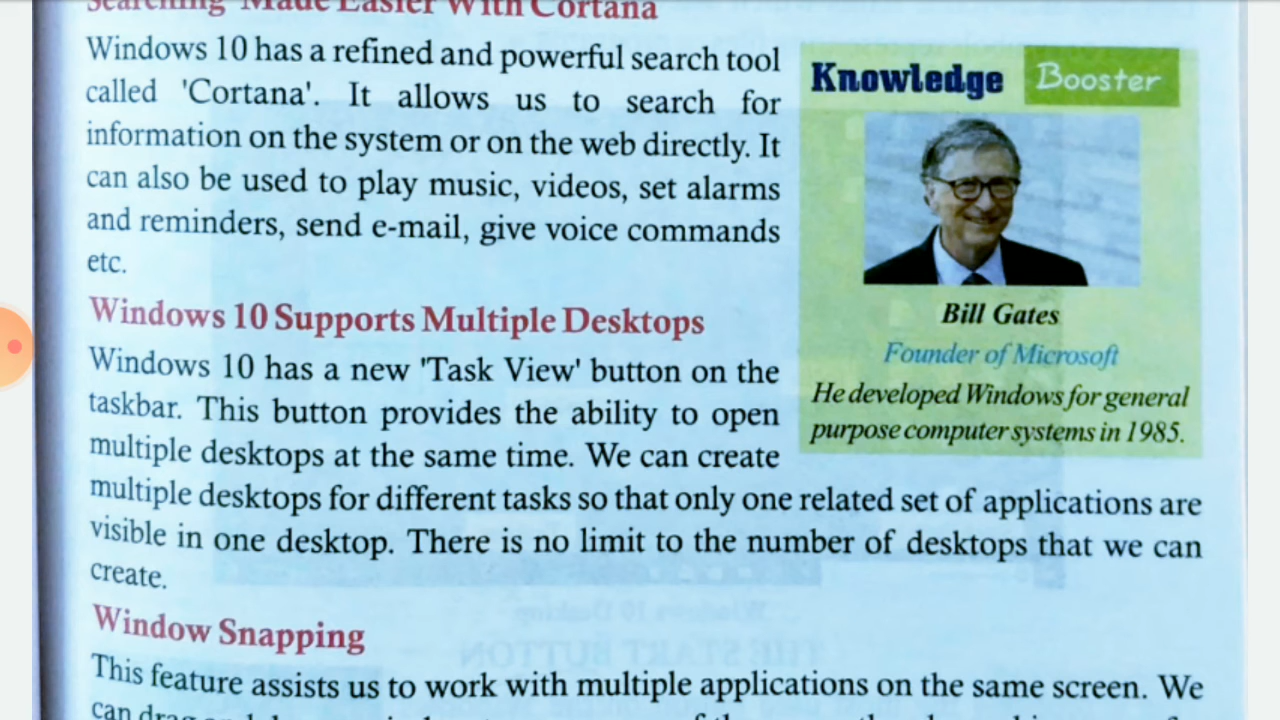 Searching Made Easier With Cortana
Windows 10 has a refined and powerful search tool
called 'Cortana'. It allows us to search for
information on the system or on the web directly. It
can also be used to play music, videos, set alarms
and reminders, send e-mail, give voice commands
etc.
Windows 10 Supports Multiple Desktops
Windows 10 has a new 'Task View' button on the
taskbar. This button provides the ability to open
multiple desktops at the same time. We can create
multiple desktops for different tasks so that only one related set of applications are
visible in one desktop. There is no limit to the number of desktops that we can
create.
Knowledge Booster
Bill Gates
Founder of Microsoft
He developed Windows for general
purpose computer systems in 1985.
Window Snapping
This feature assists us to work with multiple applications on the same screen. We
can